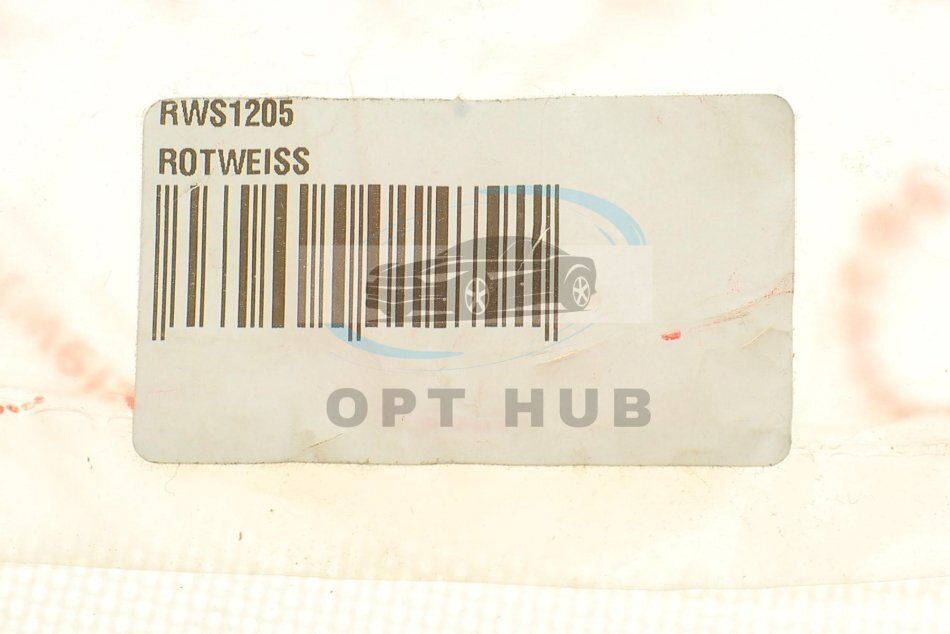 RWS1205
ROTWEISS
OPT HUB